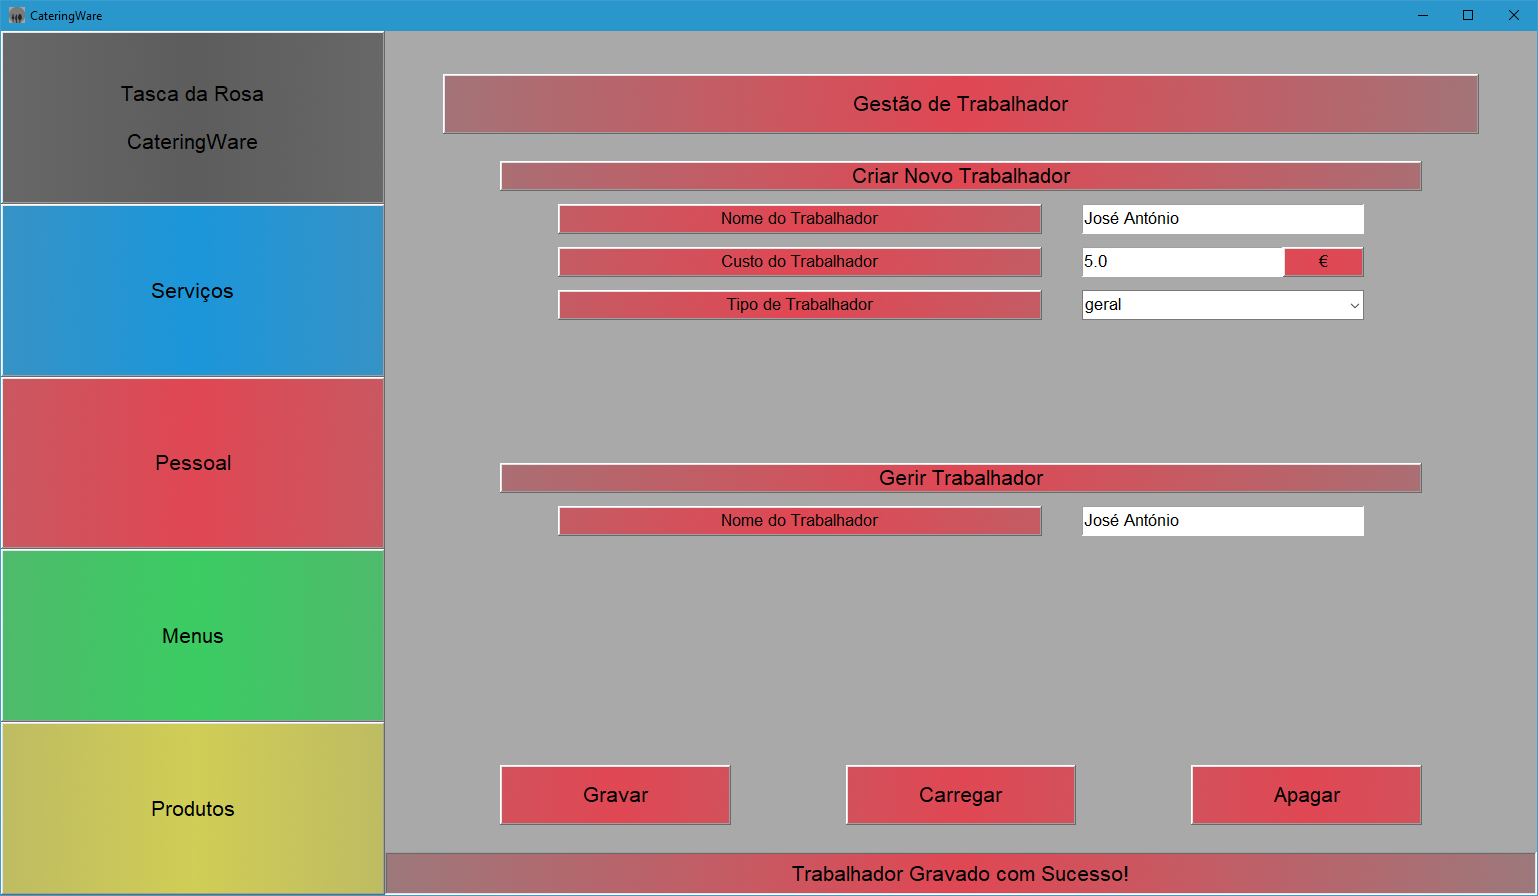 CateringWare
Tasca da Rosa
CateringWare
Serviços
Pessoal
Menus
Produtos
Gestão de Trabalhador
Criar Novo Trabalhador
Nome do Trabalhador José António
Custo do Trabalhador 5.0 €
Tipo de Trabalhador geral
Gerir Trabalhador
Nome do Trabalhador José António
Gravar Carregar Apagar
Trabalhador Gravado com Sucesso!